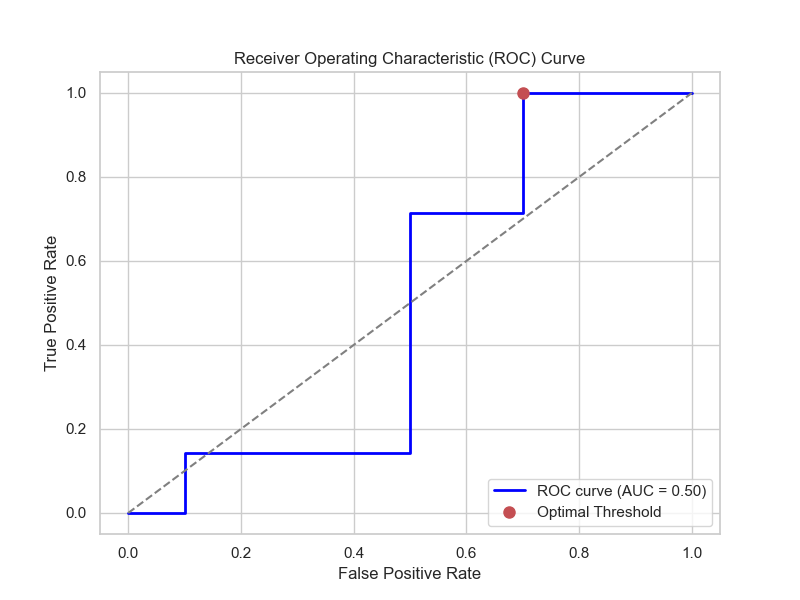 Receiver Operating Characteristic (ROC) Curve
True Positive Rate
1.0
0.8
0.6
0.4
0.2
0.0
ROC curve (AUC = 0.50)
Optimal Threshold
0.0 0.2 0.4 0.6 0.8 1.0
False Positive Rate